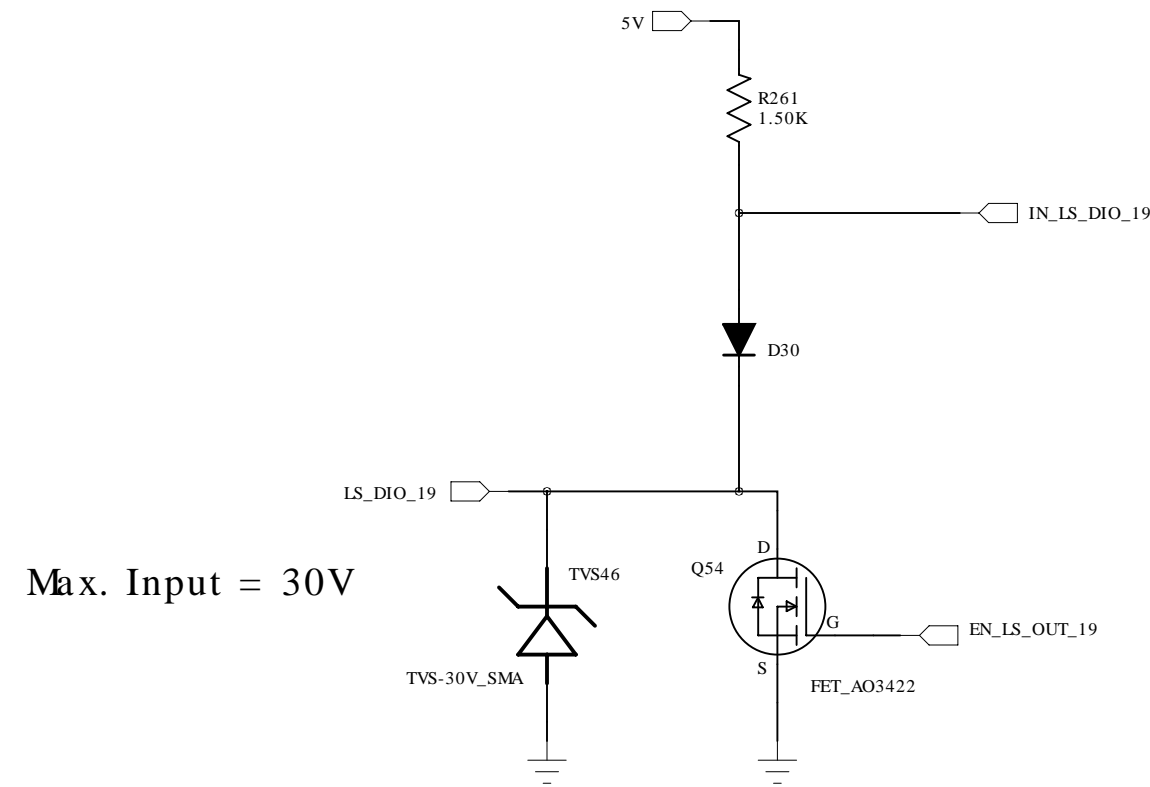 5V
R261
1.50K
IN_LS_DIO_19
D30
LS_DIO_19
D
Q54
TVS46
Max. Input = 30V
G
EN_LS_OUT_19
S
TVS-30V_SMA
FET_AO3422